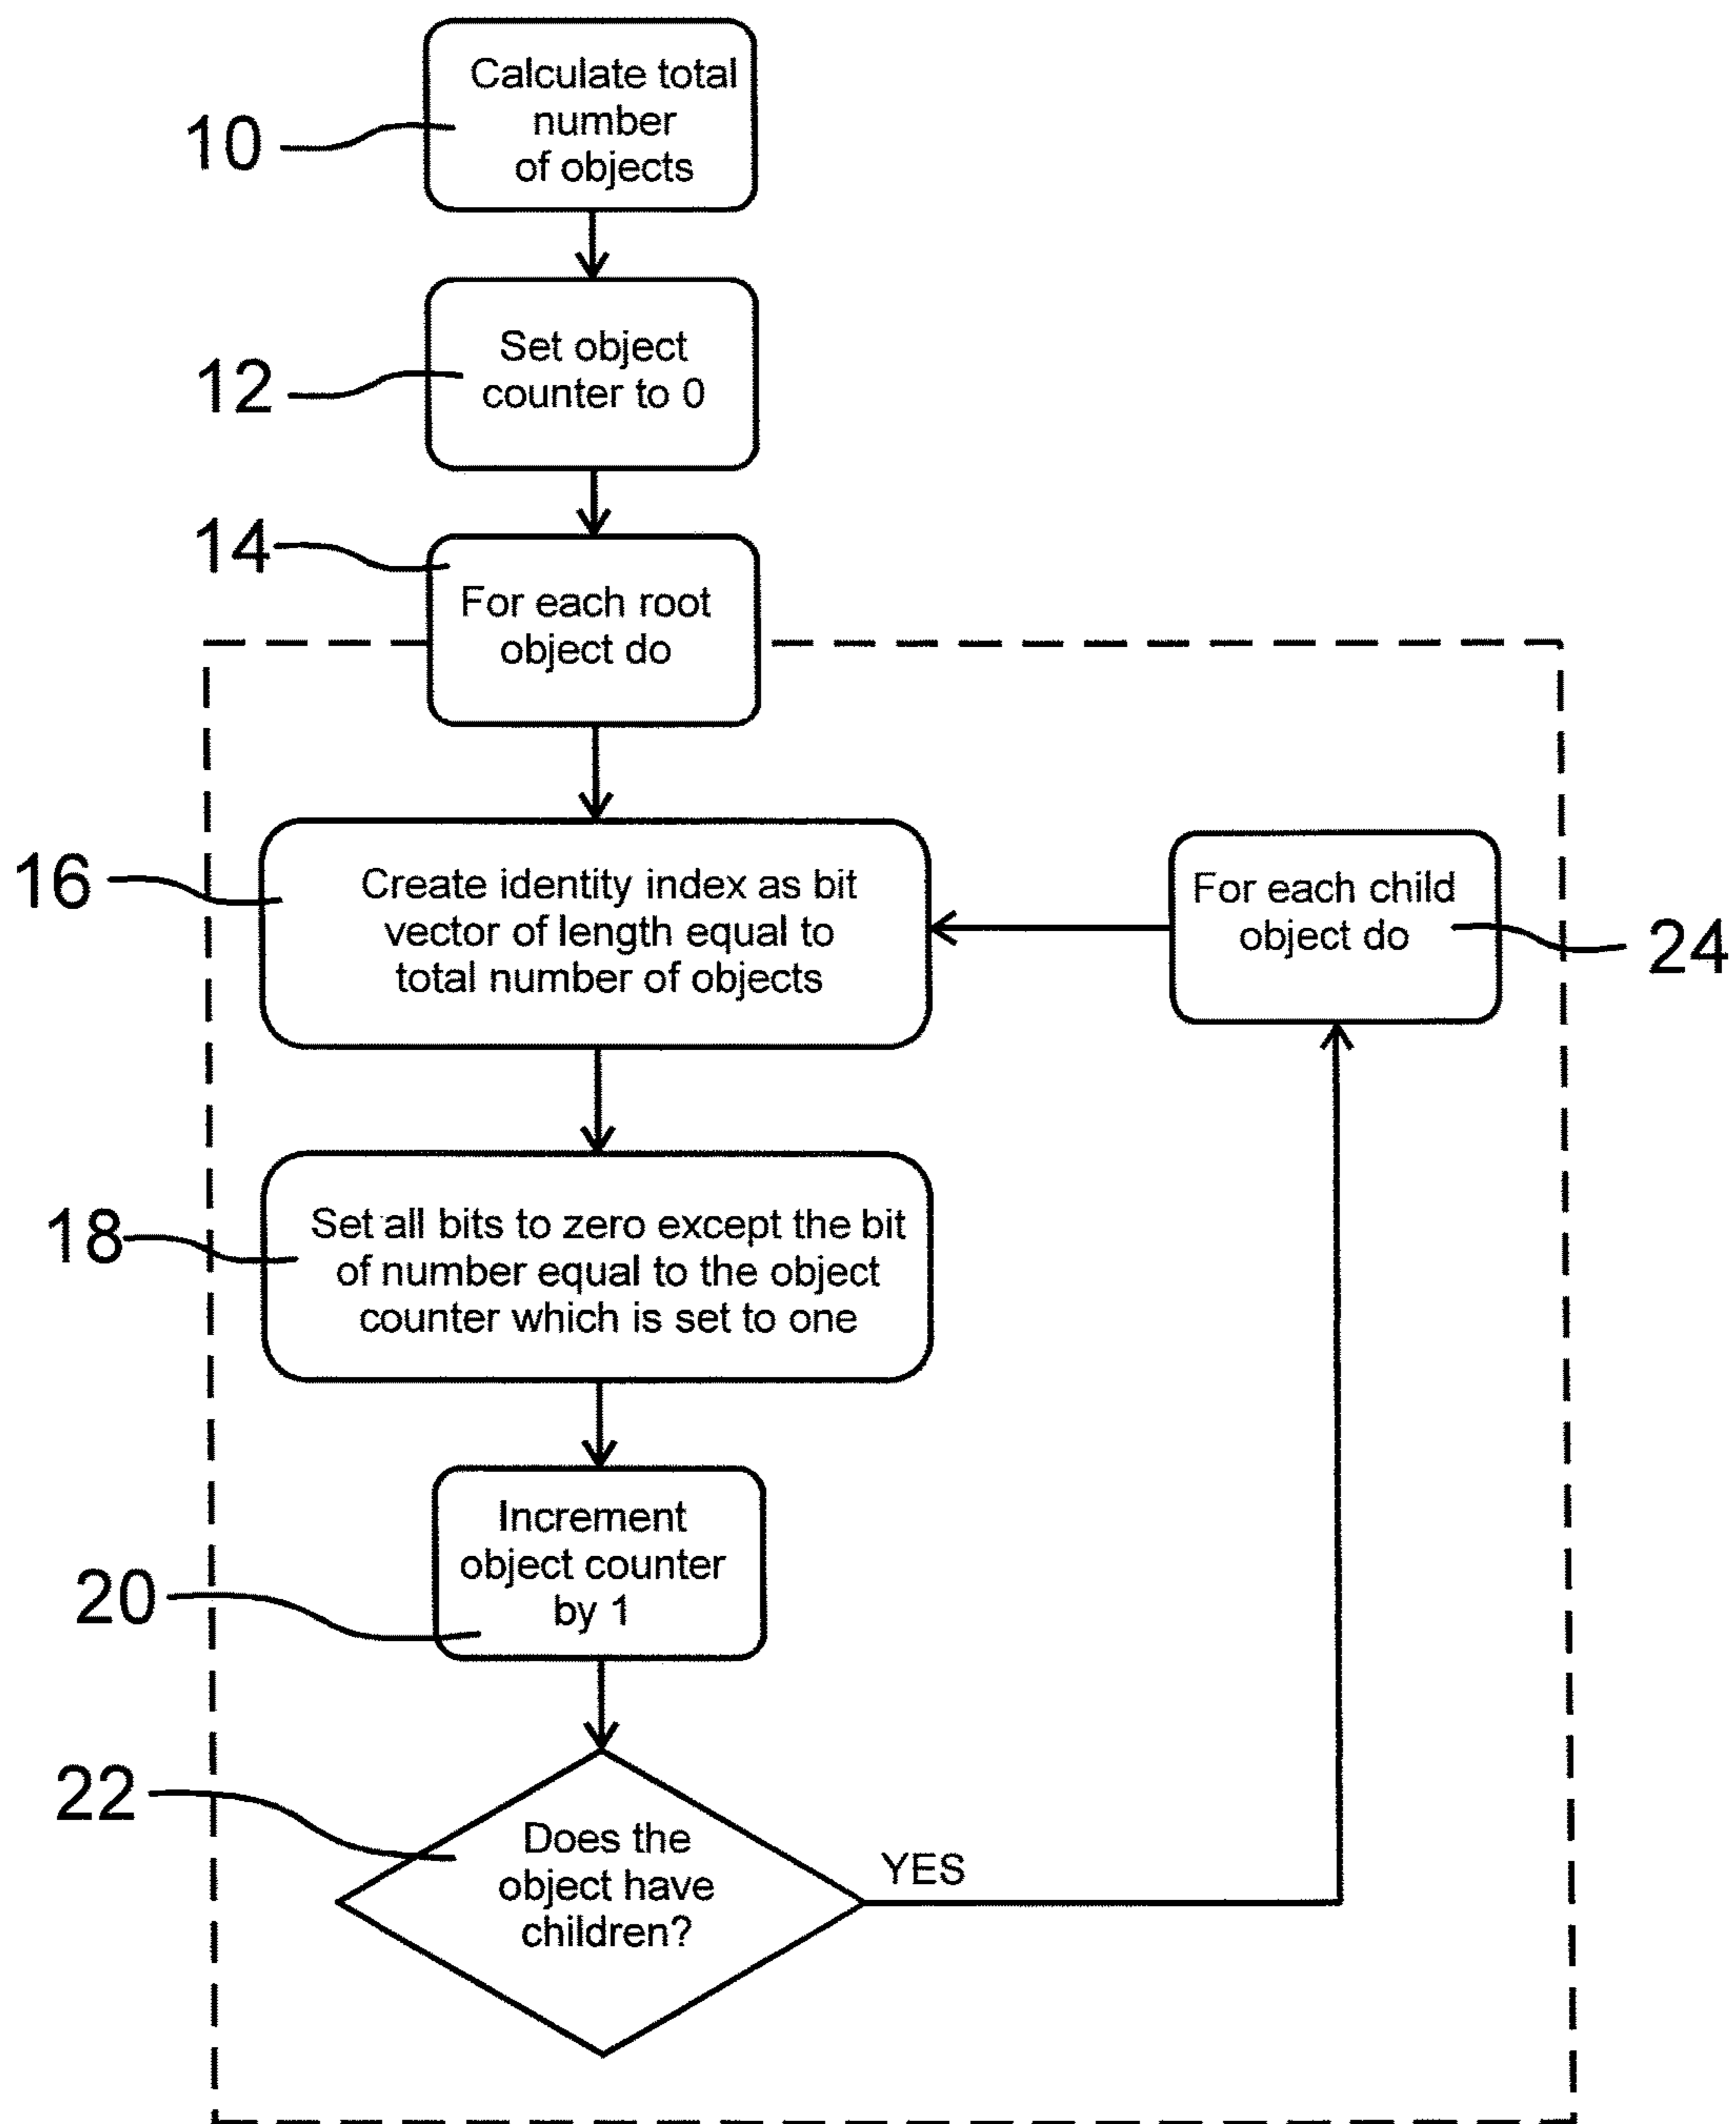 10
Calculate total
number
of objects
12
Set object
counter to 0
14
For each root
object do
16
Create identity index as bit
vector of length equal to
total number of objects
For each child
object do
24
18
Set all bits to zero except the bit
of number equal to the object
counter which is set to one
20
Increment
object counter
by 1
22
Does the
object have
children?
YES